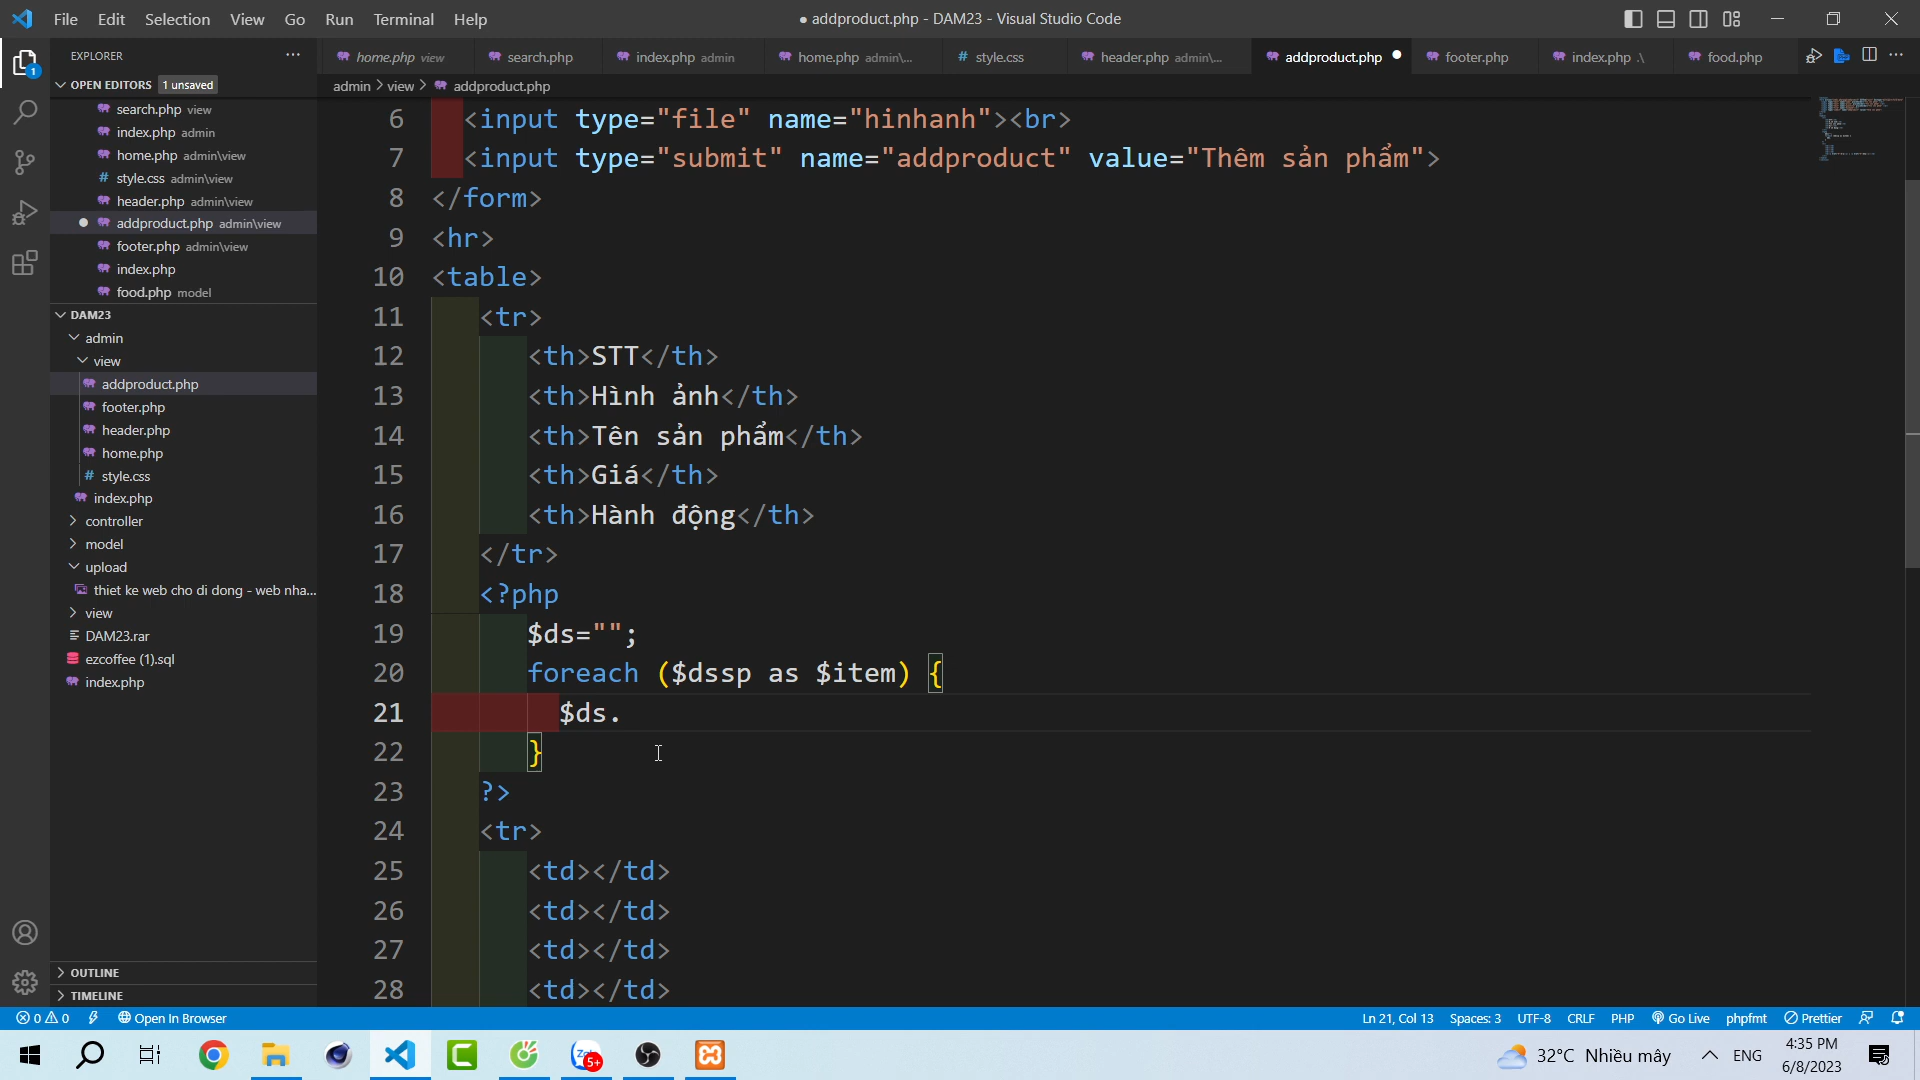 File Edit Selection View Go Run Terminal Help
● addproduct.php - DAM23 - Visual Studio Code
EXPLORER
OPEN EDITORS 1 unsaved
search.php view
index.php admin
home.php admin\view
style.css admin\view
header.php admin\view
addproduct.php admin\view
footer.php admin\view
index.php
food.php model
DAM23
admin
view
addproduct.php
footer.php
header.php
home.php
style.css
index.php
controller
model
upload
thiet ke web cho di dong - web nha...
view
DAM23.rar
ezcoffee (1).sql
index.php
OUTLINE
TIMELINE
home.php view search.php index.php admin home.php admin\... style.css header.php admin\... addproduct.php footer.php index.php .\ food.php
admin > view > addproduct.php
6 <input type="file" name="hinhanh"><br>
7 <input type="submit" name="addproduct" value="Thêm sản phẩm">
8 </form>
9 <hr>
10 <table>
11 <tr>
12 <th>STT</th>
13 <th>Hình ảnh</th>
14 <th>Tên sản phẩm</th>
15 <th>Giá</th>
16 <th>Hành động</th>
17 </tr>
18 <?php
19 $ds="";
20 foreach ($dssp as $item) {
21 $ds.
22 }
23 ?>
24 <tr>
25 <td></td>
26 <td></td>
27 <td></td>
28 <td></td>
0 0 Open In Browser
Ln 21, Col 13 Spaces: 3 UTF-8 CRLF PHP Go Live phpfmt Prettier
5+
32°C Nhiều mây ENG
4:35 PM
6/8/2023